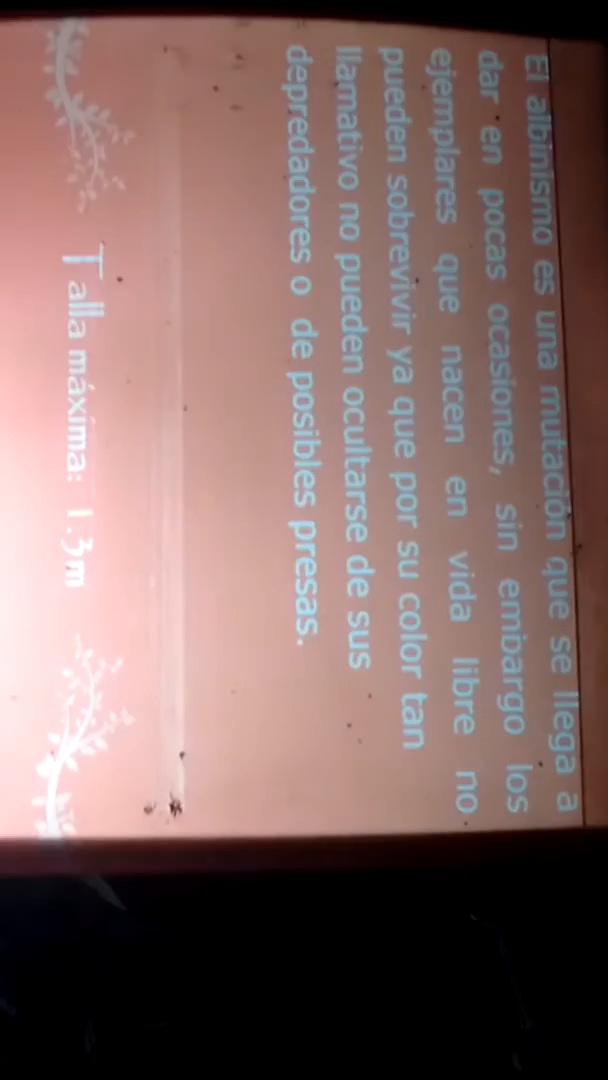 El albinismo es una mutación que se llega a
dar en pocas ocasiones, sin embargo los
ejemplares que nacen en vida libre no
pueden sobrevivir ya que por su color tan
llamativo no pueden ocultarse de sus
depredadores o de posibles presas.
Talla máxima: 1.3m